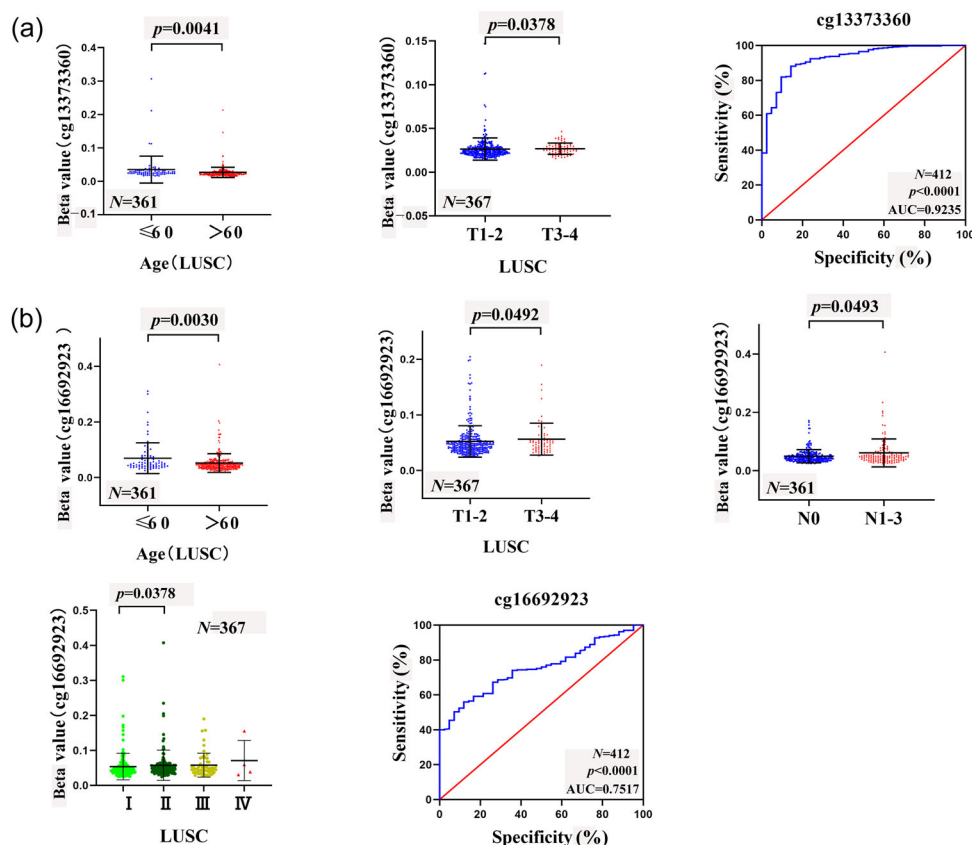 (a)
p=0.0041
Beta value(cg13373360)
0.4
0.3
0.2
0.1
0.0
−0.1
N=361
≤60 >60
Age(LUSC)
p=0.0378
Beta value(cg13373360)
0.15
0.10
0.05
0.00
−0.05
N=367
T1-2 T3-4
LUSC
cg13373360
Sensitivity(%)
100
80
60
40
20
0
N=412
p<0.0001
AUC=0.9235
0 20 40 60 80 100
Specificity(%)
(b)
p=0.0030
Beta value(cg16692923)
0.4
0.2
0.0
N=361
≤60 >60
Age(LUSC)
p=0.0492
Beta value(cg16692923)
0.2
0.1
0.0
N=367
T1-2 T3-4
LUSC
p=0.0493
Beta value(cg16692923)
0.4
0.2
0.0
N=361
N0 N1-3
p=0.0378
N=367
Beta value(cg16692923)
0.5
0.4
0.3
0.2
0.1
0.0
Ⅰ Ⅱ Ⅲ Ⅳ
LUSC
cg16692923
Sensitivity(%)
100
80
60
40
20
0
N=412
p<0.0001
AUC=0.7517
0 20 40 60 80 100
Specificity(%)